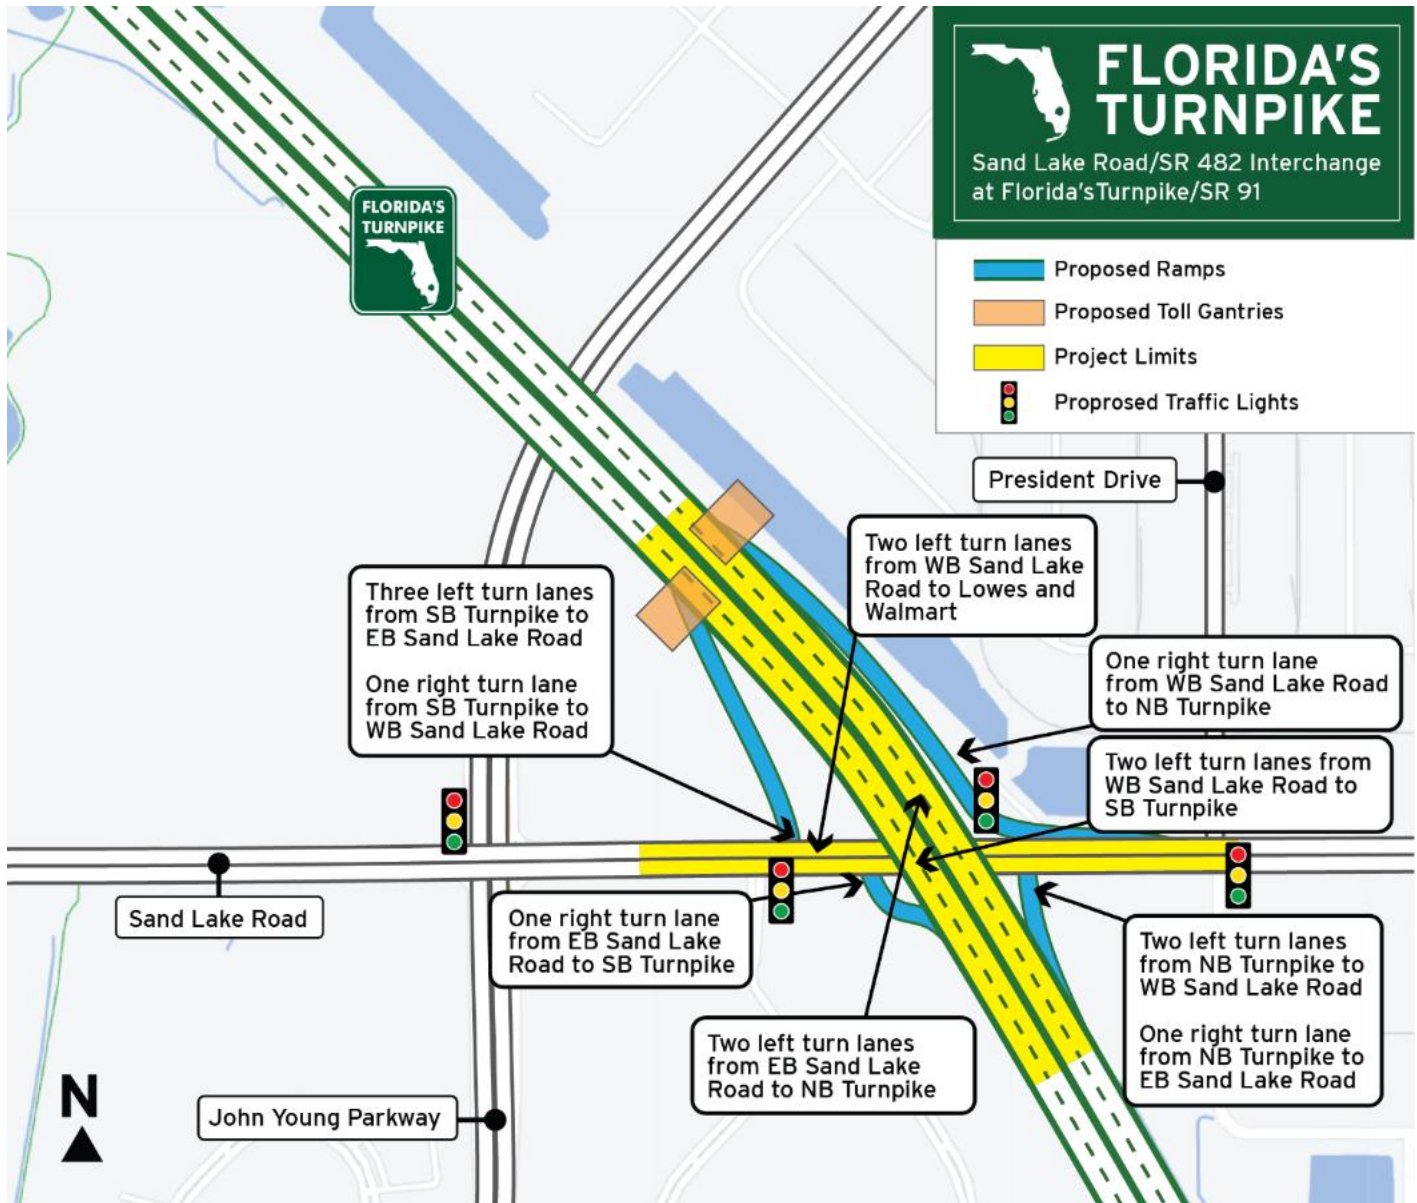 FLORIDA'S
TURNPIKE
Sand Lake Road/SR 482 Interchange
at Florida'sTurnpike/SR 91
FLORIDA'S
TURNPIKE
Proposed Ramps
Proposed Toll Gantries
Project Limits
Proprosed Traffic Lights
President Drive
Two left turn lanes
from WB Sand Lake
Road to Lowes and
Walmart
Three left turn lanes
from SB Turnpike to
EB Sand Lake Road
One right turn lane
from SB Turnpike to
WB Sand Lake Road
One right turn lane
from WB Sand Lake Road
to NB Turnpike
Two left turn lanes from
WB Sand Lake Road to
SB Turnpike
Sand Lake Road
One right turn lane
from EB Sand Lake
Road to SB Turnpike
Two left turn lanes
from NB Turnpike to
WB Sand Lake Road
One right turn lane
from NB Turnpike to
EB Sand Lake Road
Two left turn lanes
from EB Sand Lake
Road to NB Turnpike
N
John Young Parkway